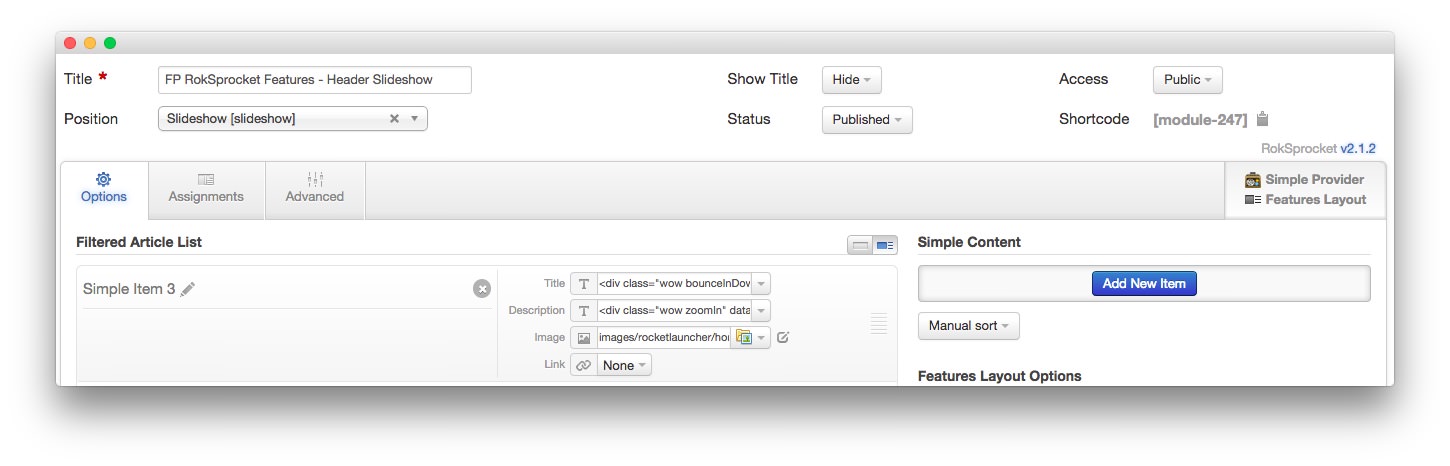 Title * FP RokSprocket Features - Header Slideshow Show Title Hide Access Public
Position Slideshow [slideshow] Status Published Shortcode [module-247]
RokSprocket v2.1.2
Options Assignments Advanced Simple Provider
Features Layout
Filtered Article List Simple Content
Simple Item 3 Title <div class="wow bounceInDow Add New Item
Description <div class="wow zoomIn" data
Image images/rocketlauncher/ho Manual sort
Link None
Features Layout Options